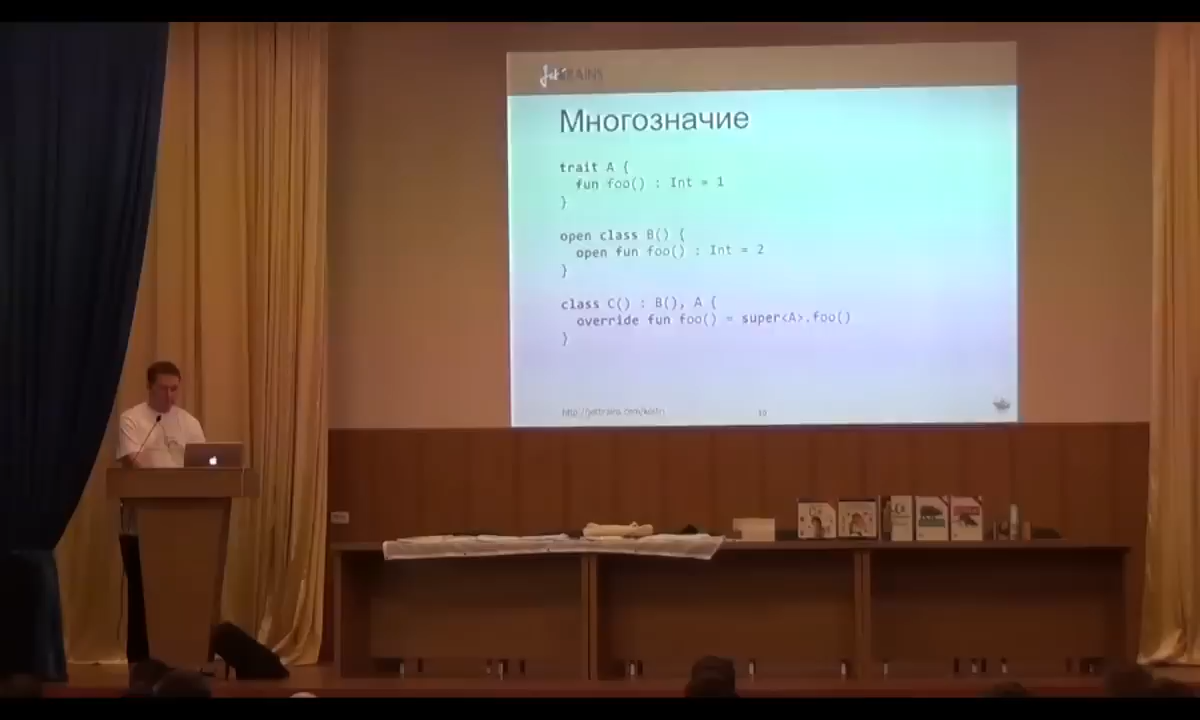 JetBRAINS
Многозначие
trait A {
fun foo() : Int = 1
}
open class B() {
open fun foo() : Int = 2
}
class C() : B(), A {
override fun foo() = super<A>.foo()
}